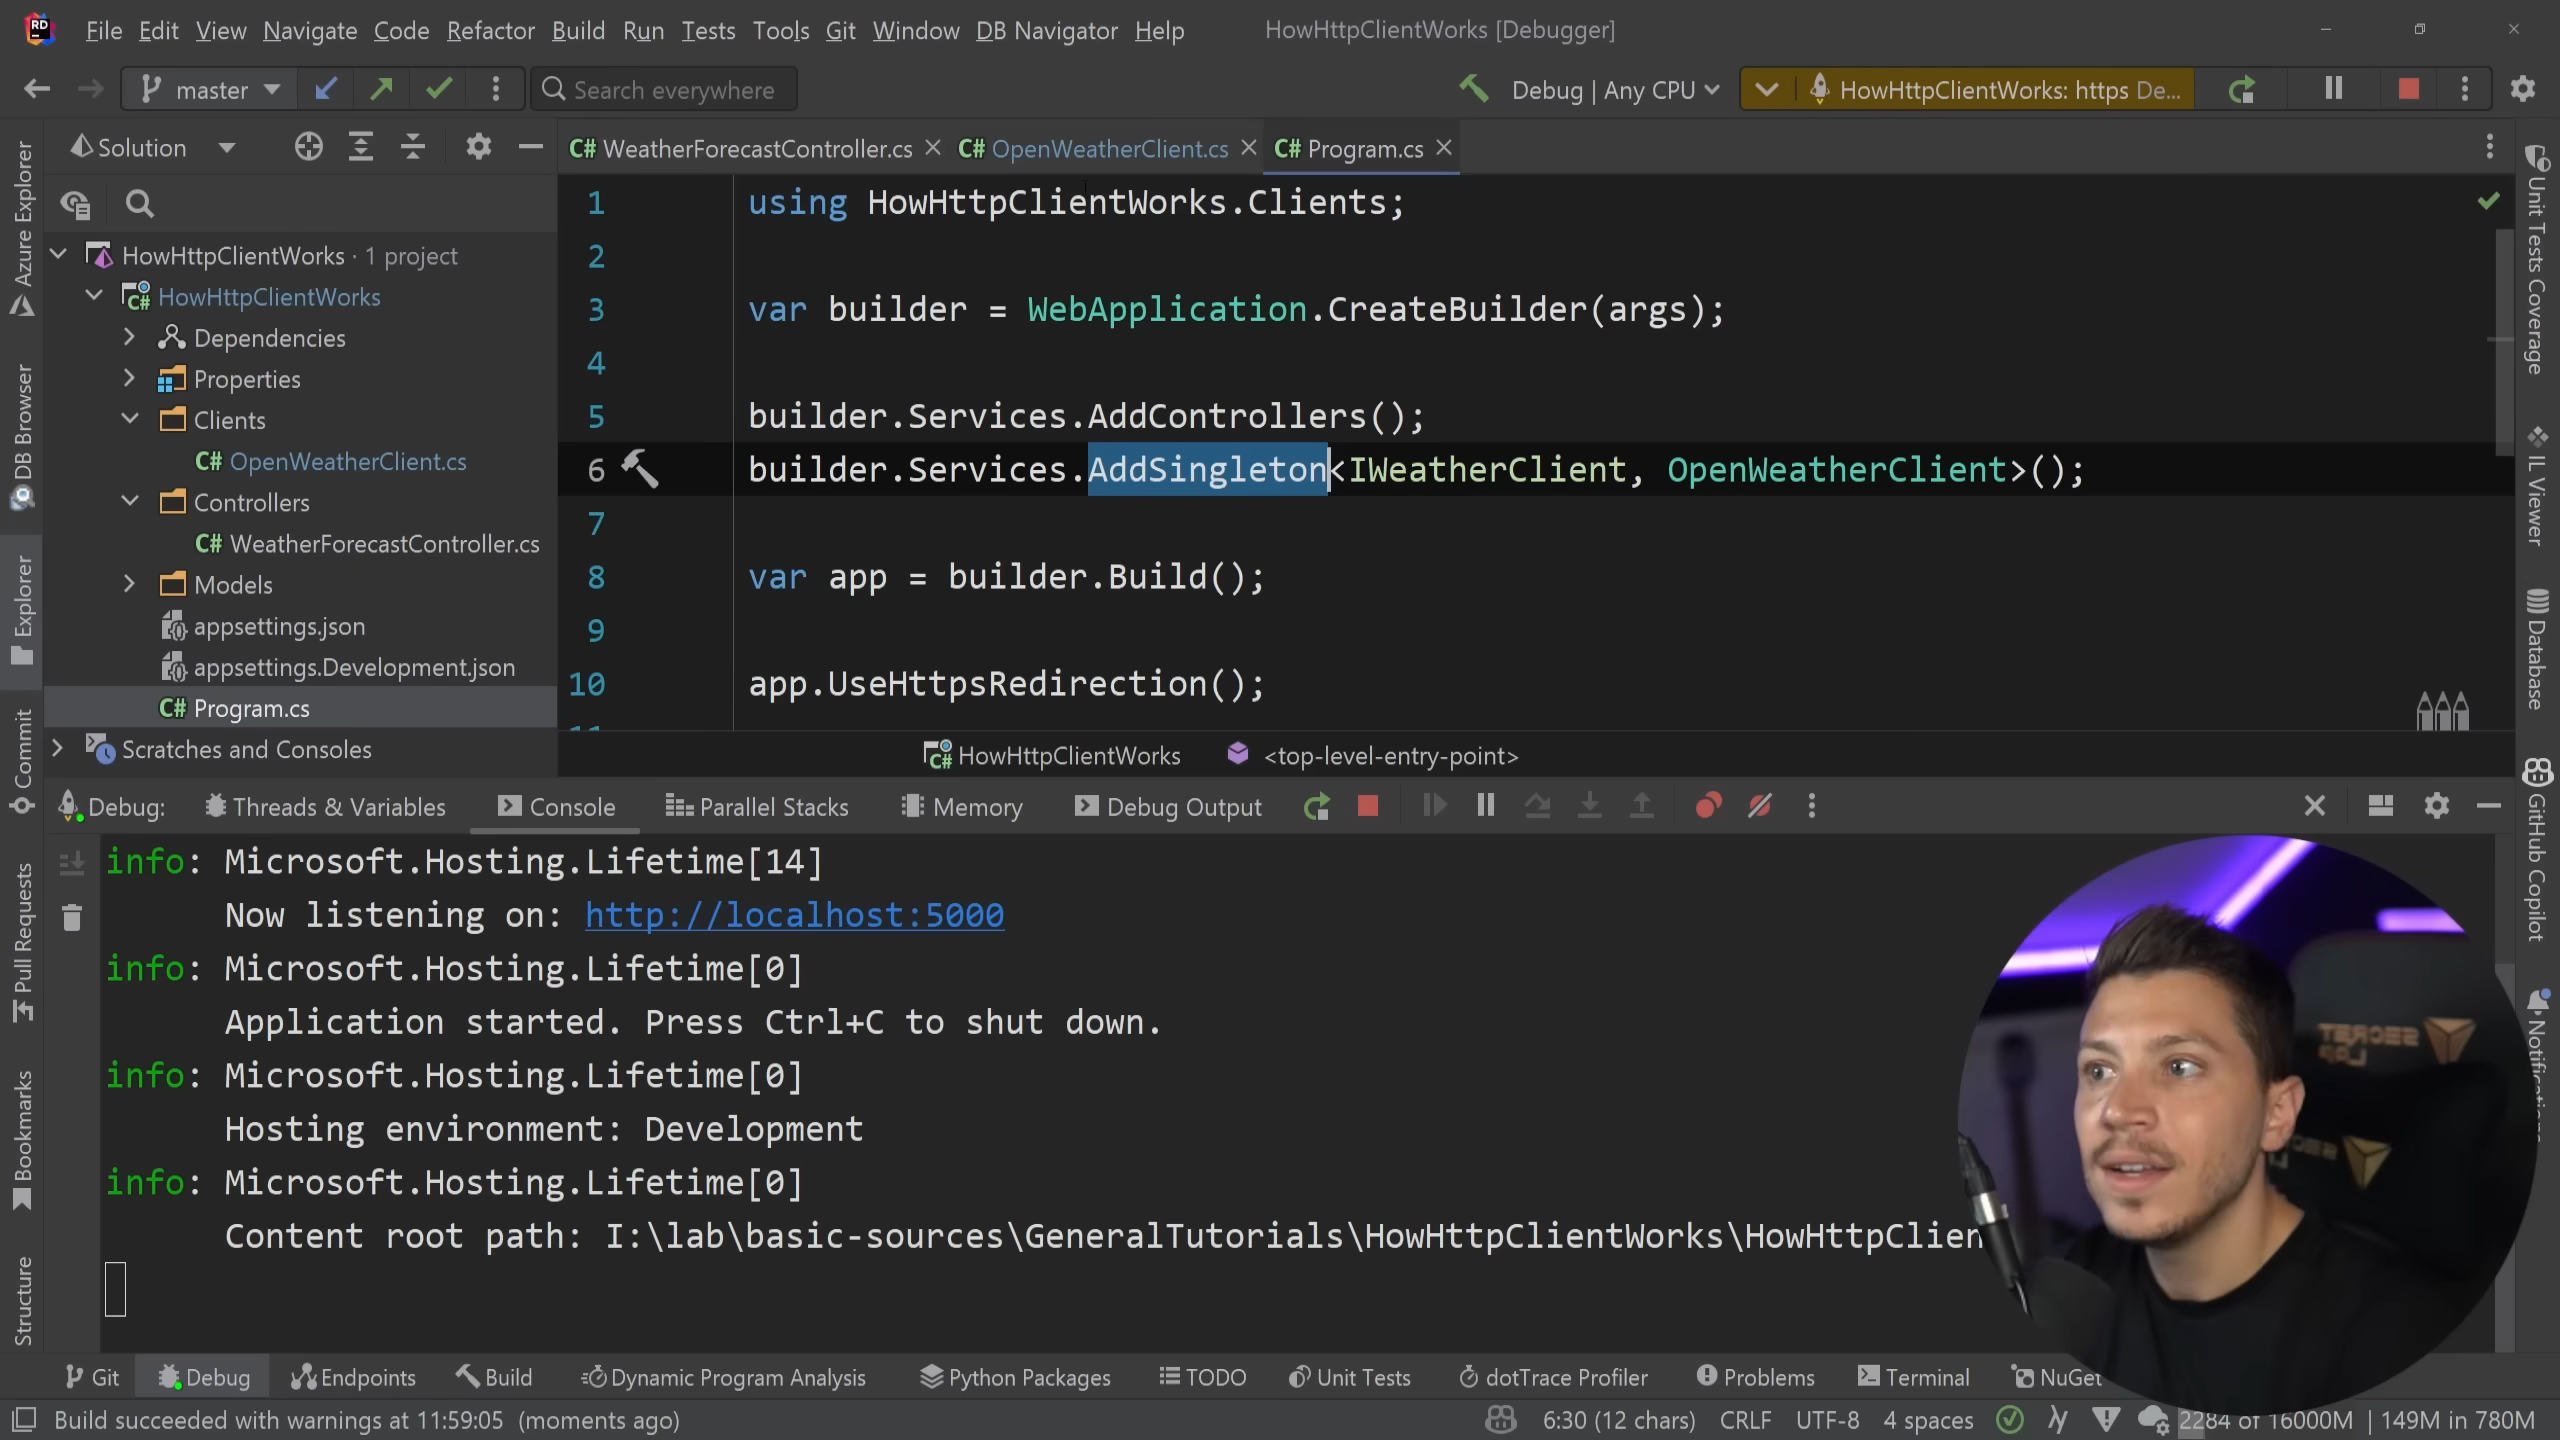 File Edit View Navigate Code Refactor Build Run Tests Tools Git Window DB Navigator Help HowHttpClientWorks [Debugger]
master Search everywhere Debug | Any CPU HowHttpClientWorks: https De...
Solution
WeatherForecastController.cs OpenWeatherClient.cs Program.cs
Azure Explorer
DB Browser
Explorer
Commit
Pull Requests
Bookmarks
Structure
HowHttpClientWorks · 1 project
HowHttpClientWorks
Dependencies
Properties
Clients
C# OpenWeatherClient.cs
Controllers
C# WeatherForecastController.cs
Models
appsettings.json
appsettings.Development.json
C# Program.cs
Scratches and Consoles
1 using HowHttpClientWorks.Clients;
2
3 var builder = WebApplication.CreateBuilder(args);
4
5 builder.Services.AddControllers();
6 builder.Services.AddSingleton<IWeatherClient, OpenWeatherClient>();
7
8 var app = builder.Build();
9
10 app.UseHttpsRedirection();
HowHttpClientWorks <top-level-entry-point>
Unit Tests Coverage
IL Viewer
Database
GitHub Copilot
Notifications
Debug: Threads & Variables Console Parallel Stacks Memory Debug Output
info: Microsoft.Hosting.Lifetime[14]
Now listening on: http://localhost:5000
info: Microsoft.Hosting.Lifetime[0]
Application started. Press Ctrl+C to shut down.
info: Microsoft.Hosting.Lifetime[0]
Hosting environment: Development
info: Microsoft.Hosting.Lifetime[0]
Content root path: I:\lab\basic-sources\GeneralTutorials\HowHttpClientWorks\HowHttpClien
SECRET
Lab
Git Debug Endpoints Build Dynamic Program Analysis Python Packages TODO Unit Tests dotTrace Profiler Problems Terminal NuGet
Build succeeded with warnings at 11:59:05 (moments ago) 6:30 (12 chars) CRLF UTF-8 4 spaces 2284 of 16000M | 149M in 780M